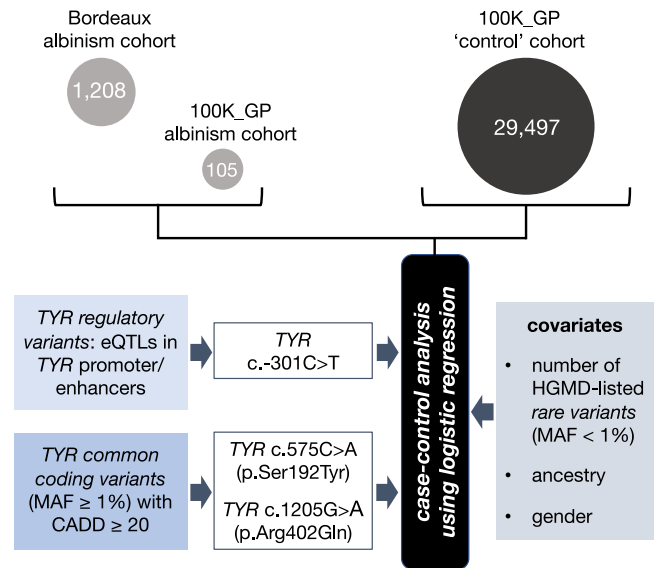 Bordeaux
albinism cohort
1,208
100K_GP
albinism cohort
105
100K_GP
'control' cohort
29,497
TYR regulatory
variants: eQTLs in
TYR promoter/
enhancers
TYR
c.-301C>T
TYR common
coding variants
(MAF ≥ 1%) with
CADD ≥ 20
TYR c.575C>A
(p.Ser192Tyr)
TYR c.1205G>A
(p.Arg402Gln)
case-control analysis
using logistic regression
covariates
• number of
HGMD-listed
rare variants
(MAF < 1%)
• ancestry
• gender